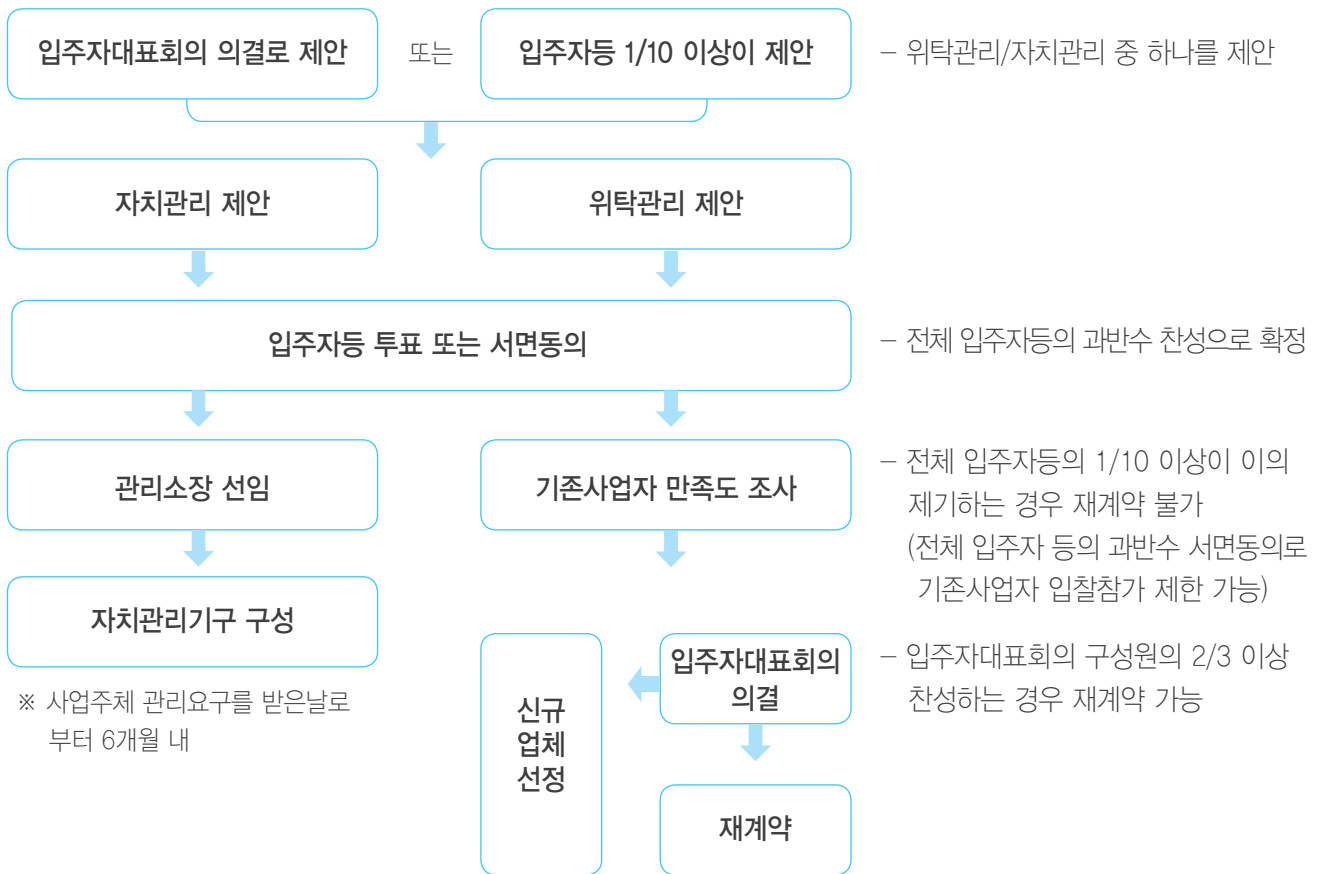 입주자대표회의 의결로 제안
또는
입주자등 1/10 이상이 제안
– 위탁관리/자치관리 중 하나를 제안
자치관리 제안
위탁관리 제안
입주자등 투표 또는 서면동의
– 전체 입주자등의 과반수 찬성으로 확정
관리소장 선임
기존사업자 만족도 조사
– 전체 입주자등의 1/10 이상이 이의
제기하는 경우 재계약 불가
(전체 입주자 등의 과반수 서면동의로
기존사업자 입찰참가 제한 가능)
자치관리기구 구성
※ 사업주체 관리요구를 받은날로
부터 6개월 내
신규
업체
선정
입주자대표회의
의결
– 입주자대표회의 구성원의 2/3 이상
찬성하는 경우 재계약 가능
재계약